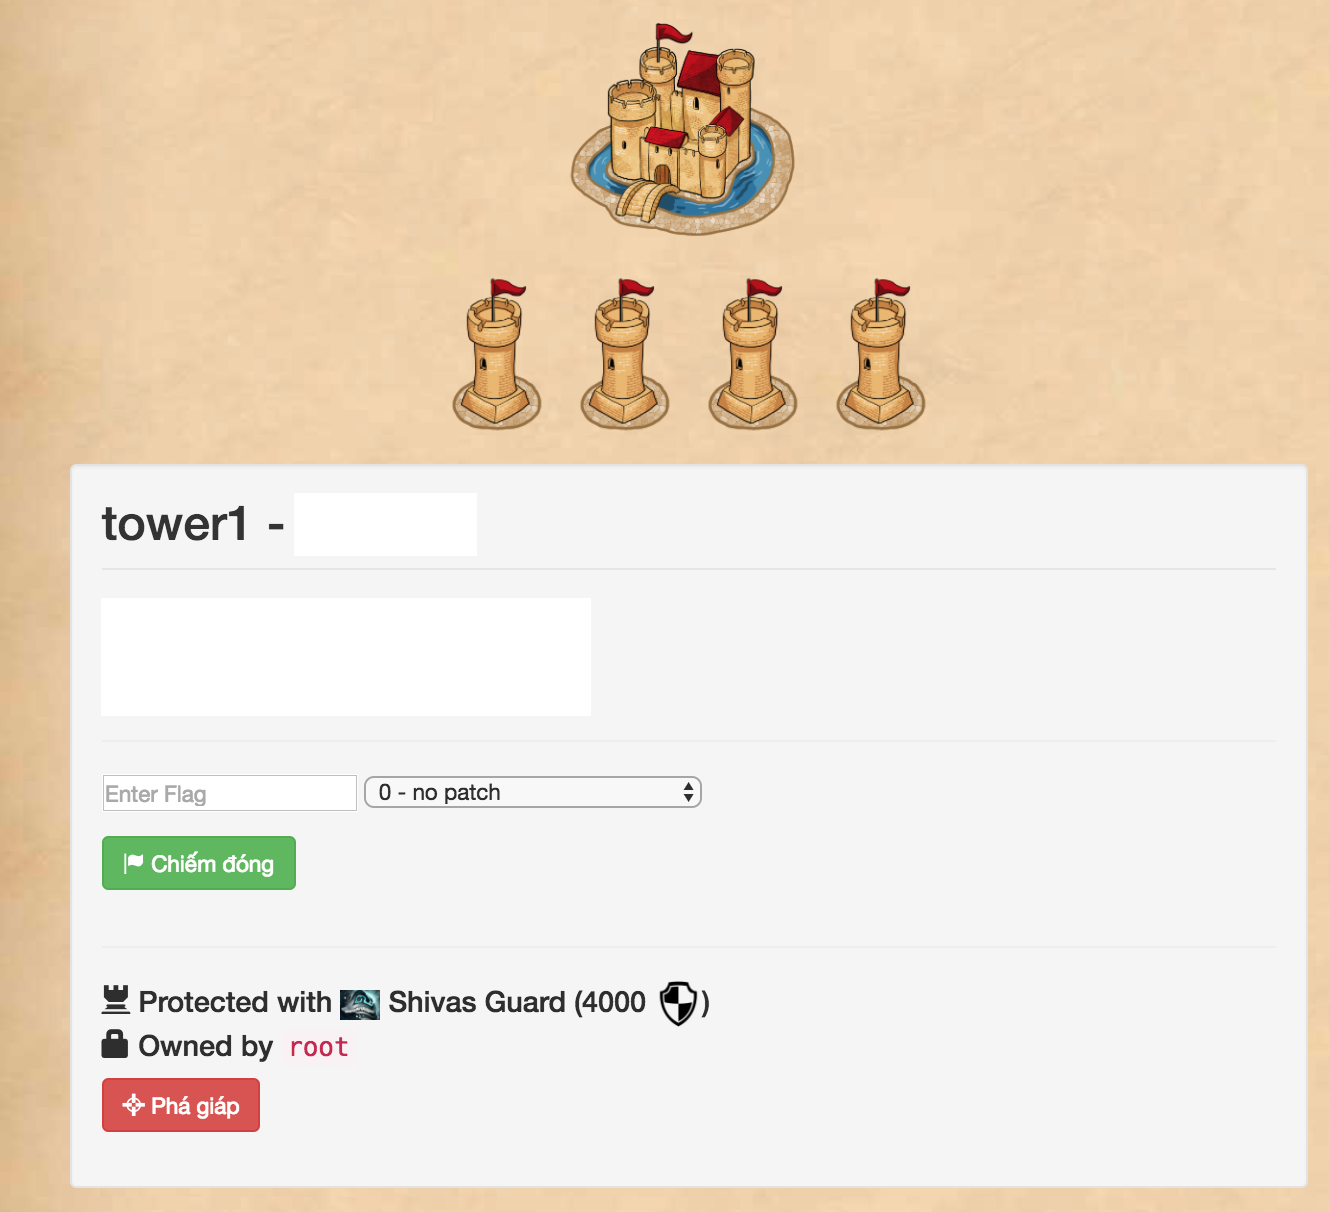 tower1 -
Enter Flag
0 - no patch
Chiếm đóng
Protected with Shivas Guard (4000 )
Owned by root
Phá giáp